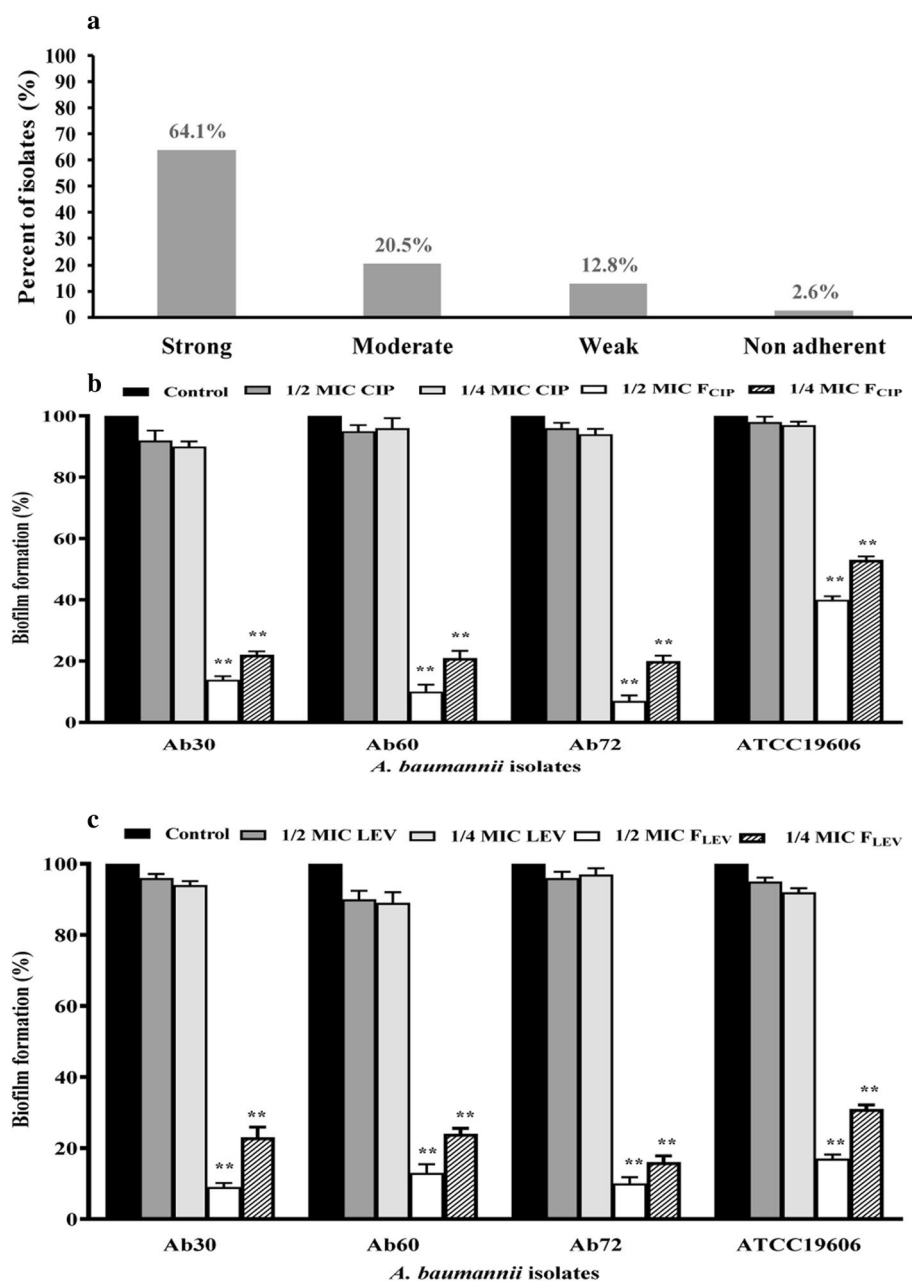 a
Percent of isolates (%)
100
90
80
70
60
50
40
30
20
10
0
64.1%
20.5%
12.8%
2.6%
Strong Moderate Weak Non adherent
b
Control 1/2 MIC CIP 1/4 MIC CIP 1/2 MIC FCIP 1/4 MIC FCIP
Biofilm formation (%)
100
80
60
40
20
0
** ** ** ** ** ** ** **
Ab30 Ab60 Ab72 ATCC19606
A. baumannii isolates
c
Control 1/2 MIC LEV 1/4 MIC LEV 1/2 MIC FLEV 1/4 MIC FLEV
Biofilm formation (%)
100
80
60
40
20
0
** ** ** ** ** ** ** **
Ab30 Ab60 Ab72 ATCC19606
A. baumannii isolates